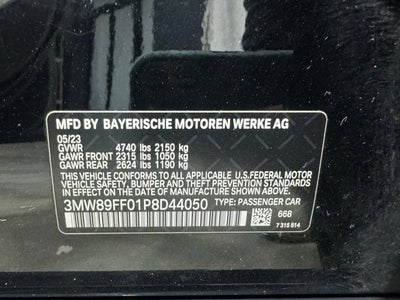 MFD BY BAYERISCHE MOTOREN WERKE AG
05/23
GVWR 4740 lbs 2150 kg
GAWR FRONT 2315 lbs 1050 kg
GAWR REAR 2624 lbs 1190 kg
THIS VEHICLE CONFORMS TO ALL APPLICABLE U.S.FEDERAL MOTOR
VEHICLE SAFETY, BUMPER, AND THEFT PREVENTION STANDARDS
IN EFFECT ON THE DATE OF MANUFACTURE SHOWN ABOVE.
3MW89FF01P8D44050 TYPE: PASSENGER CAR
668
7 315 814